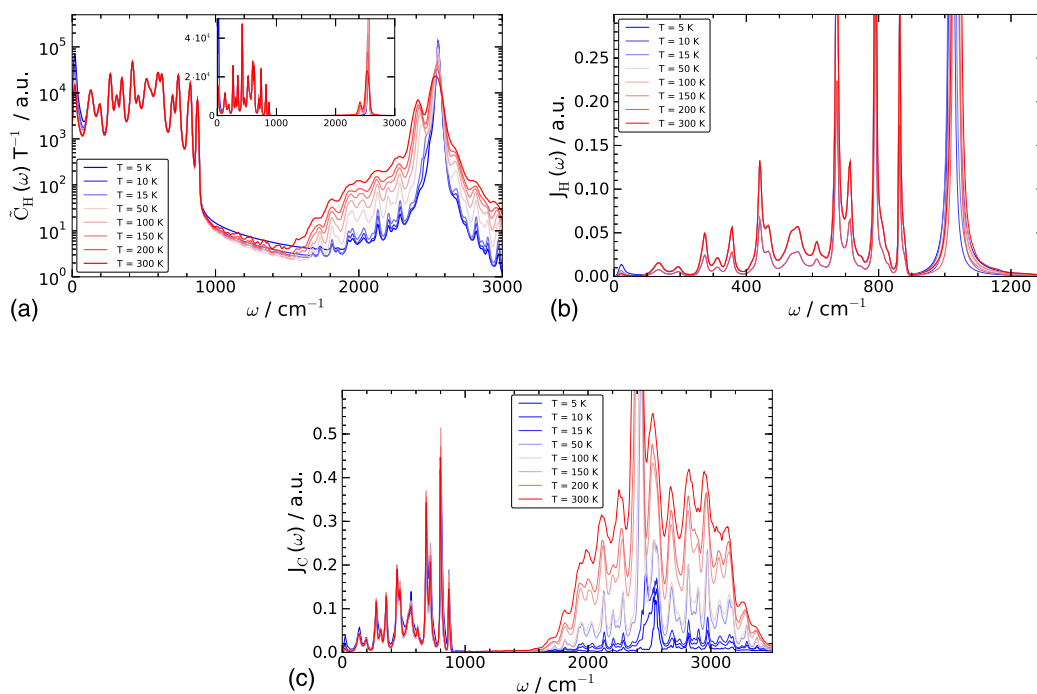 C̃_H (ω) T⁻¹ / a.u.
10⁵
10⁴
10³
10²
10¹
10⁰
4·10⁴
2·10⁴
0
0 1000 2000 3000
T = 5 K
T = 10 K
T = 15 K
T = 50 K
T = 100 K
T = 150 K
T = 200 K
T = 300 K
1000 2000 3000
ω / cm⁻¹
(a)
J_H (ω) / a.u.
0.25
0.20
0.15
0.10
0.05
0.00
T = 5 K
T = 10 K
T = 15 K
T = 50 K
T = 100 K
T = 150 K
T = 200 K
T = 300 K
0 400 800 1200
ω / cm⁻¹
(b)
J_C (ω) / a.u.
0.5
0.4
0.3
0.2
0.1
0.0
T = 5 K
T = 10 K
T = 15 K
T = 50 K
T = 100 K
T = 150 K
T = 200 K
T = 300 K
0 1000 2000 3000
ω / cm⁻¹
(c)